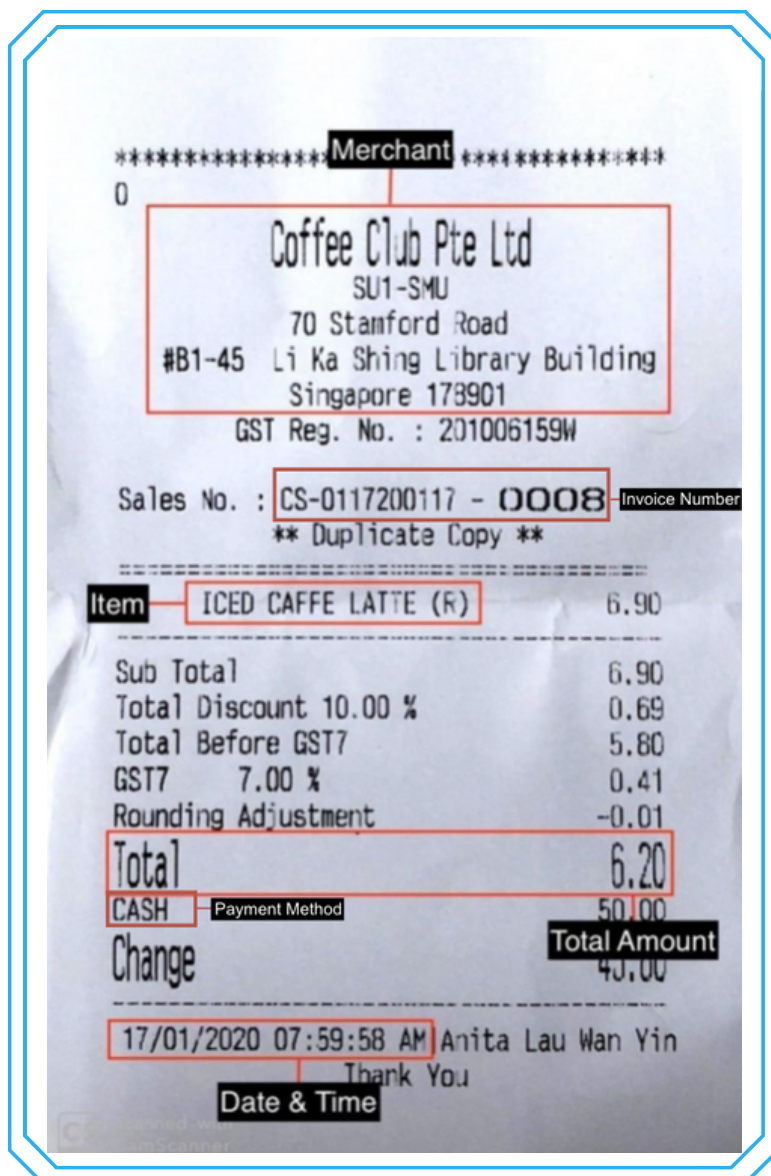 Merchant
0
Coffee Club Pte Ltd
SU1-SMU
70 Stamford Road
#B1-45 Li Ka Shing Library Building
Singapore 178901
GST Reg. No. : 201006159W
Sales No. : CS-0117200117 - 0008 Invoice Number
** Duplicate Copy **
Item ICED CAFFE LATTE (R) 6.90
Sub Total 6.90
Total Discount 10.00 % 0.69
Total Before GST7 5.80
GST7 7.00 % 0.41
Rounding Adjustment -0.01
Total 6.20
CASH Payment Method 50.00
Total Amount
Change
17/01/2020 07:59:58 AM Anita Lau Wan Yin
Thank You
Date & Time